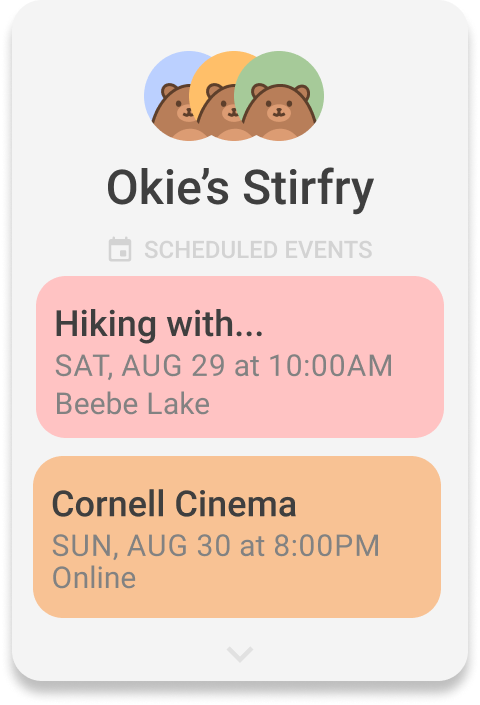 Okie’s Stirfry
SCHEDULED EVENTS
Hiking with...
SAT, AUG 29 at 10:00AM
Beebe Lake
Cornell Cinema
SUN, AUG 30 at 8:00PM
Online